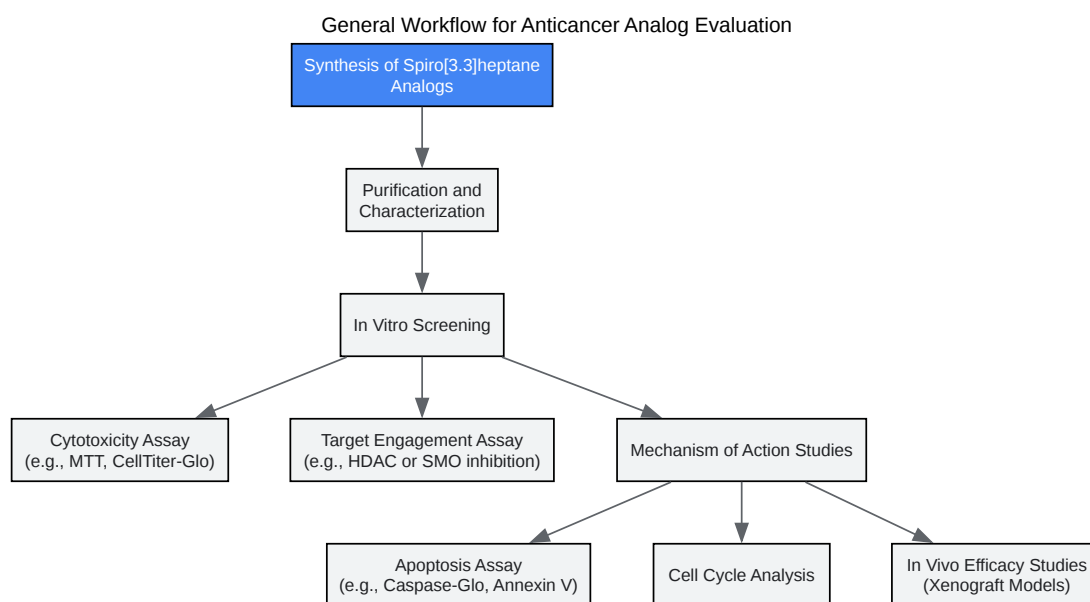 General Workflow for Anticancer Analog Evaluation
Synthesis of Spiro[3.3]heptane
Analogs
Purification and
Characterization
In Vitro Screening
Cytotoxicity Assay
(e.g., MTT, CellTiter-Glo)
Target Engagement Assay
(e.g., HDAC or SMO inhibition)
Mechanism of Action Studies
Apoptosis Assay
(e.g., Caspase-Glo, Annexin V)
Cell Cycle Analysis
In Vivo Efficacy Studies
(Xenograft Models)